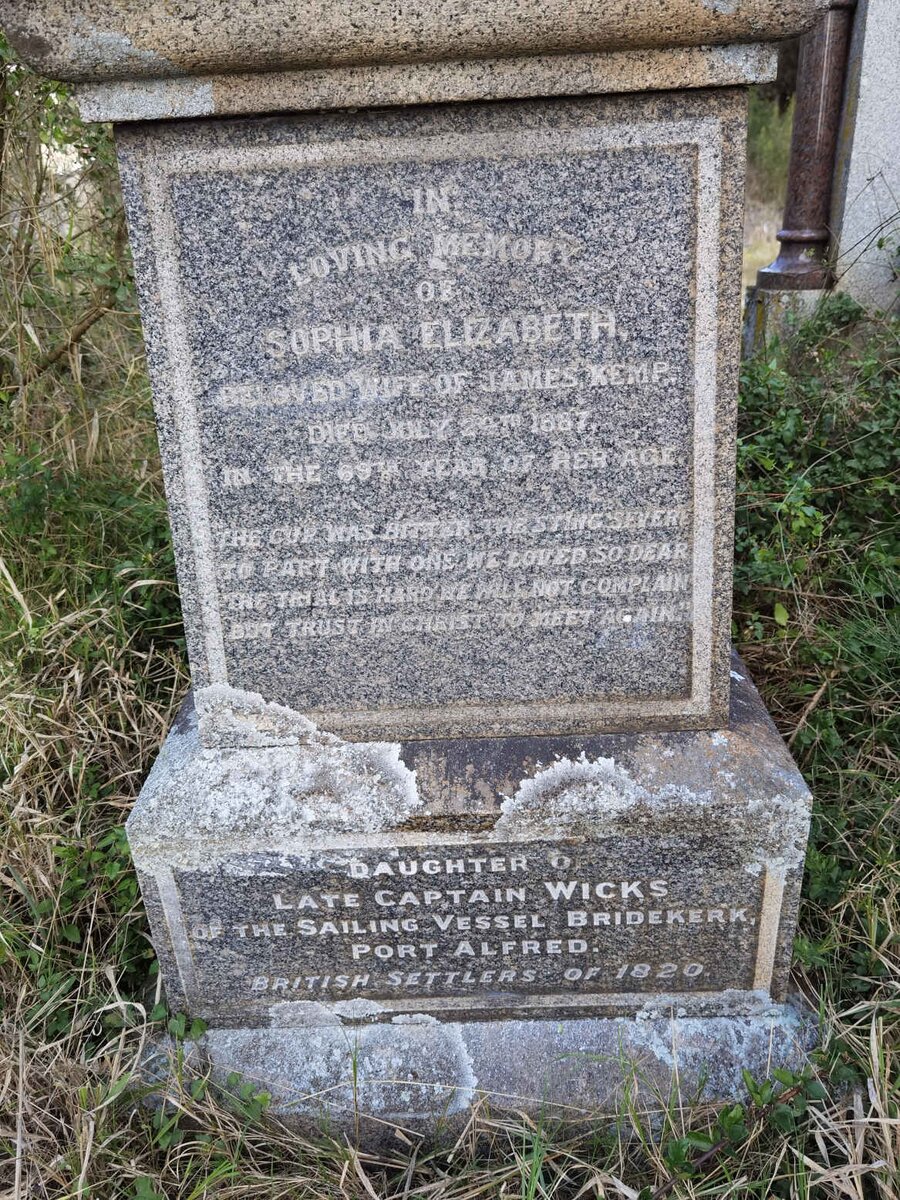 IN
LOVING MEMORY
OF
SOPHIA ELIZABETH,
BELOVED WIFE OF JAMES KEMP,
DIED JULY TH 1887,
IN THE TH YEAR OF HER AGE.
THE CUP WAS BITTER, THE STING SEVERE
TO PART WITH ONE WE LOVED SO DEAR
THE TRIAL IS HARD WE WILL NOT COMPLAIN
BUT TRUST IN CHRIST TO MEET AGAIN."
DAUGHTER O
LATE CAPTAIN WICKS
OF THE SAILING VESSEL BRIDEKERK,
PORT ALFRED.
BRITISH SETTLERS OF 1820.